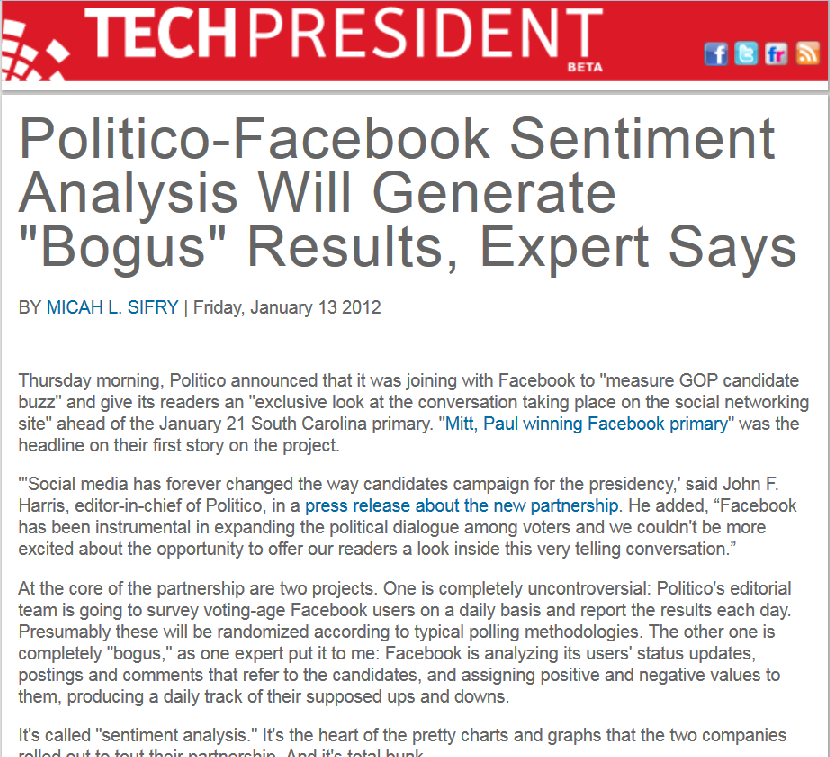 TECHPRESIDENT
BETA
Politico-Facebook Sentiment
Analysis Will Generate
"Bogus" Results, Expert Says
BY MICAH L. SIFRY | Friday, January 13 2012
Thursday morning, Politico announced that it was joining with Facebook to "measure GOP candidate
buzz" and give its readers an "exclusive look at the conversation taking place on the social networking
site" ahead of the January 21 South Carolina primary. "Mitt, Paul winning Facebook primary" was the
headline on their first story on the project.
"'Social media has forever changed the way candidates campaign for the presidency,' said John F.
Harris, editor-in-chief of Politico, in a press release about the new partnership. He added, “Facebook
has been instrumental in expanding the political dialogue among voters and we couldn't be more
excited about the opportunity to offer our readers a look inside this very telling conversation.”
At the core of the partnership are two projects. One is completely uncontroversial: Politico's editorial
team is going to survey voting-age Facebook users on a daily basis and report the results each day.
Presumably these will be randomized according to typical polling methodologies. The other one is
completely "bogus," as one expert put it to me: Facebook is analyzing its users' status updates,
postings and comments that refer to the candidates, and assigning positive and negative values to
them, producing a daily track of their supposed ups and downs.
It's called "sentiment analysis." It's the heart of the pretty charts and graphs that the two companies
rolled out to tout their partnership. And it's total bunk.